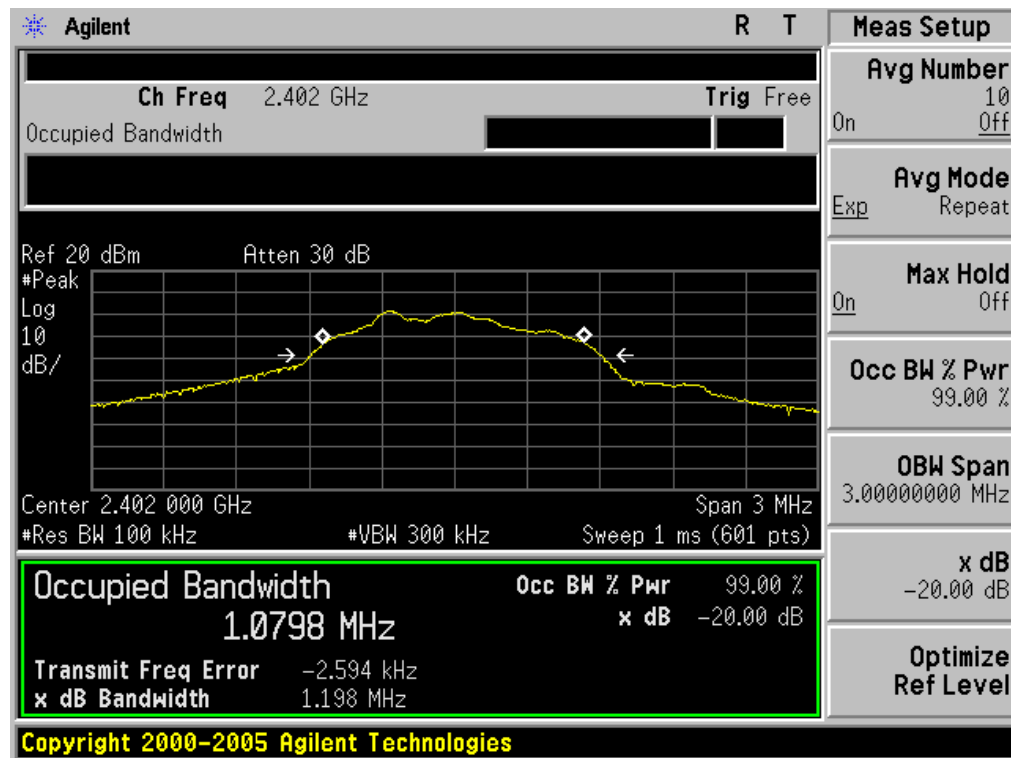 Agilent R T
Ch Freq 2.402 GHz Trig Free
Occupied Bandwidth
Ref 20 dBm Atten 30 dB
#Peak
Log
10
dB/
Center 2.402 000 GHz Span 3 MHz
#Res BW 100 kHz #VBW 300 kHz Sweep 1 ms (601 pts)
Occupied Bandwidth Occ BW % Pwr 99.00 %
1.0798 MHz x dB -20.00 dB
Transmit Freq Error -2.594 kHz
x dB Bandwidth 1.198 MHz
Copyright 2000-2005 Agilent Technologies
Meas Setup
Avg Number
10
On Off
Avg Mode
Exp Repeat
Max Hold
On Off
Occ BW % Pwr
99.00 %
OBW Span
3.00000000 MHz
x dB
-20.00 dB
Optimize
Ref Level